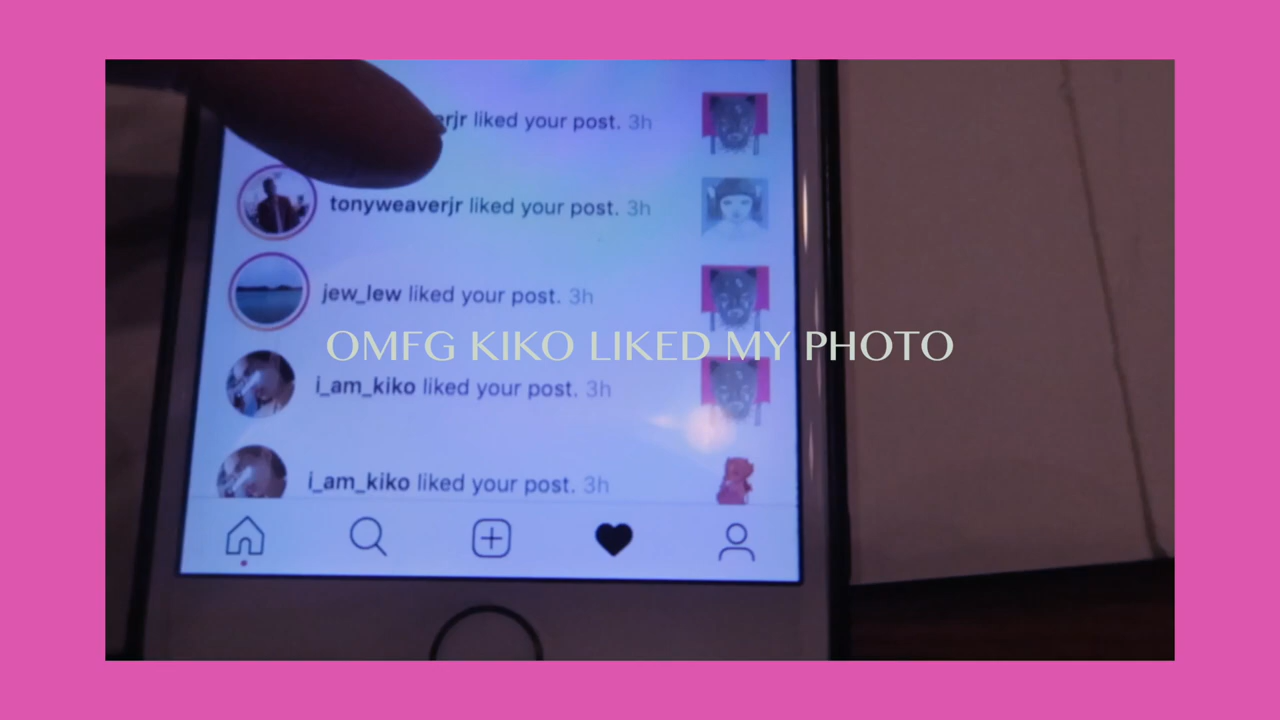 erjr liked your post. 3h
tonyweaverjr liked your post. 3h
jew_lew liked your post. 3h
OMFG KIKO LIKED MY PHOTO
i_am_kiko liked your post. 3h
i_am_kiko liked your post. 3h